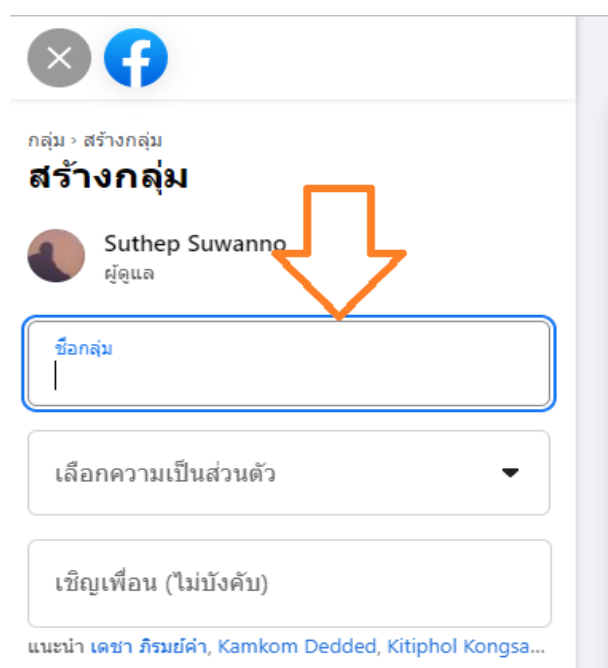 กลุ่ม › สร้างกลุ่ม
สร้างกลุ่ม
Suthep Suwanno
ผู้ดูแล
ชื่อกลุ่ม
เลือกความเป็นส่วนตัว
เชิญเพื่อน (ไม่บังคับ)
แนะนำ เดชา ภิรมย์คำ, Kamkom Dedded, Kitiphol Kongsa...